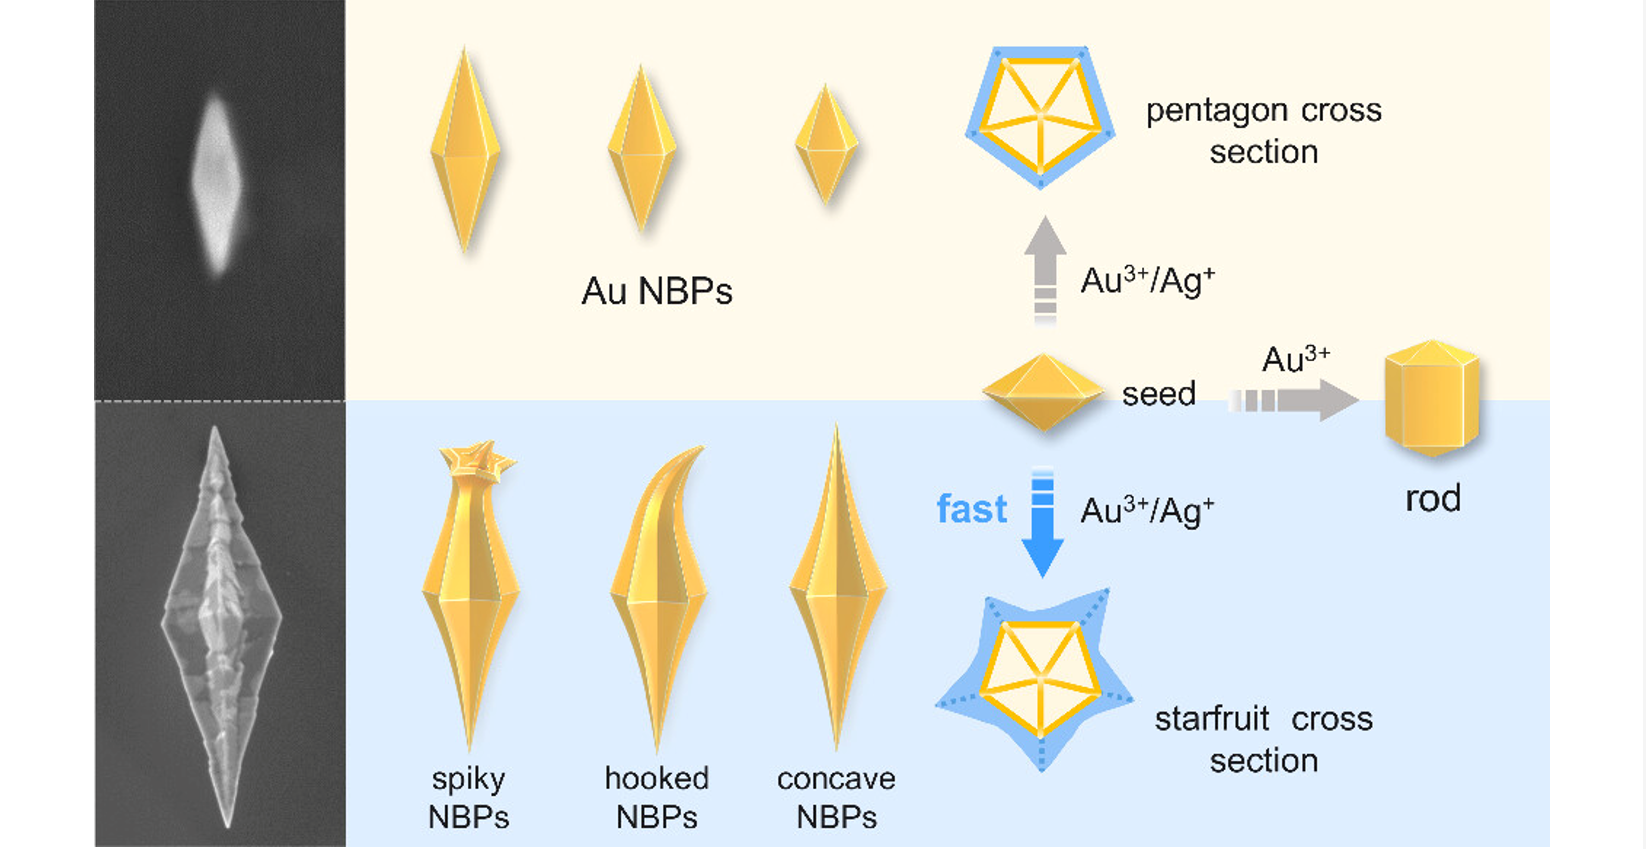 pentagon cross
section
Au NBPs
Au³⁺/Ag⁺
Au³⁺
seed
rod
fast
Au³⁺/Ag⁺
starfruit cross
section
spiky
NBPs
hooked
NBPs
concave
NBPs